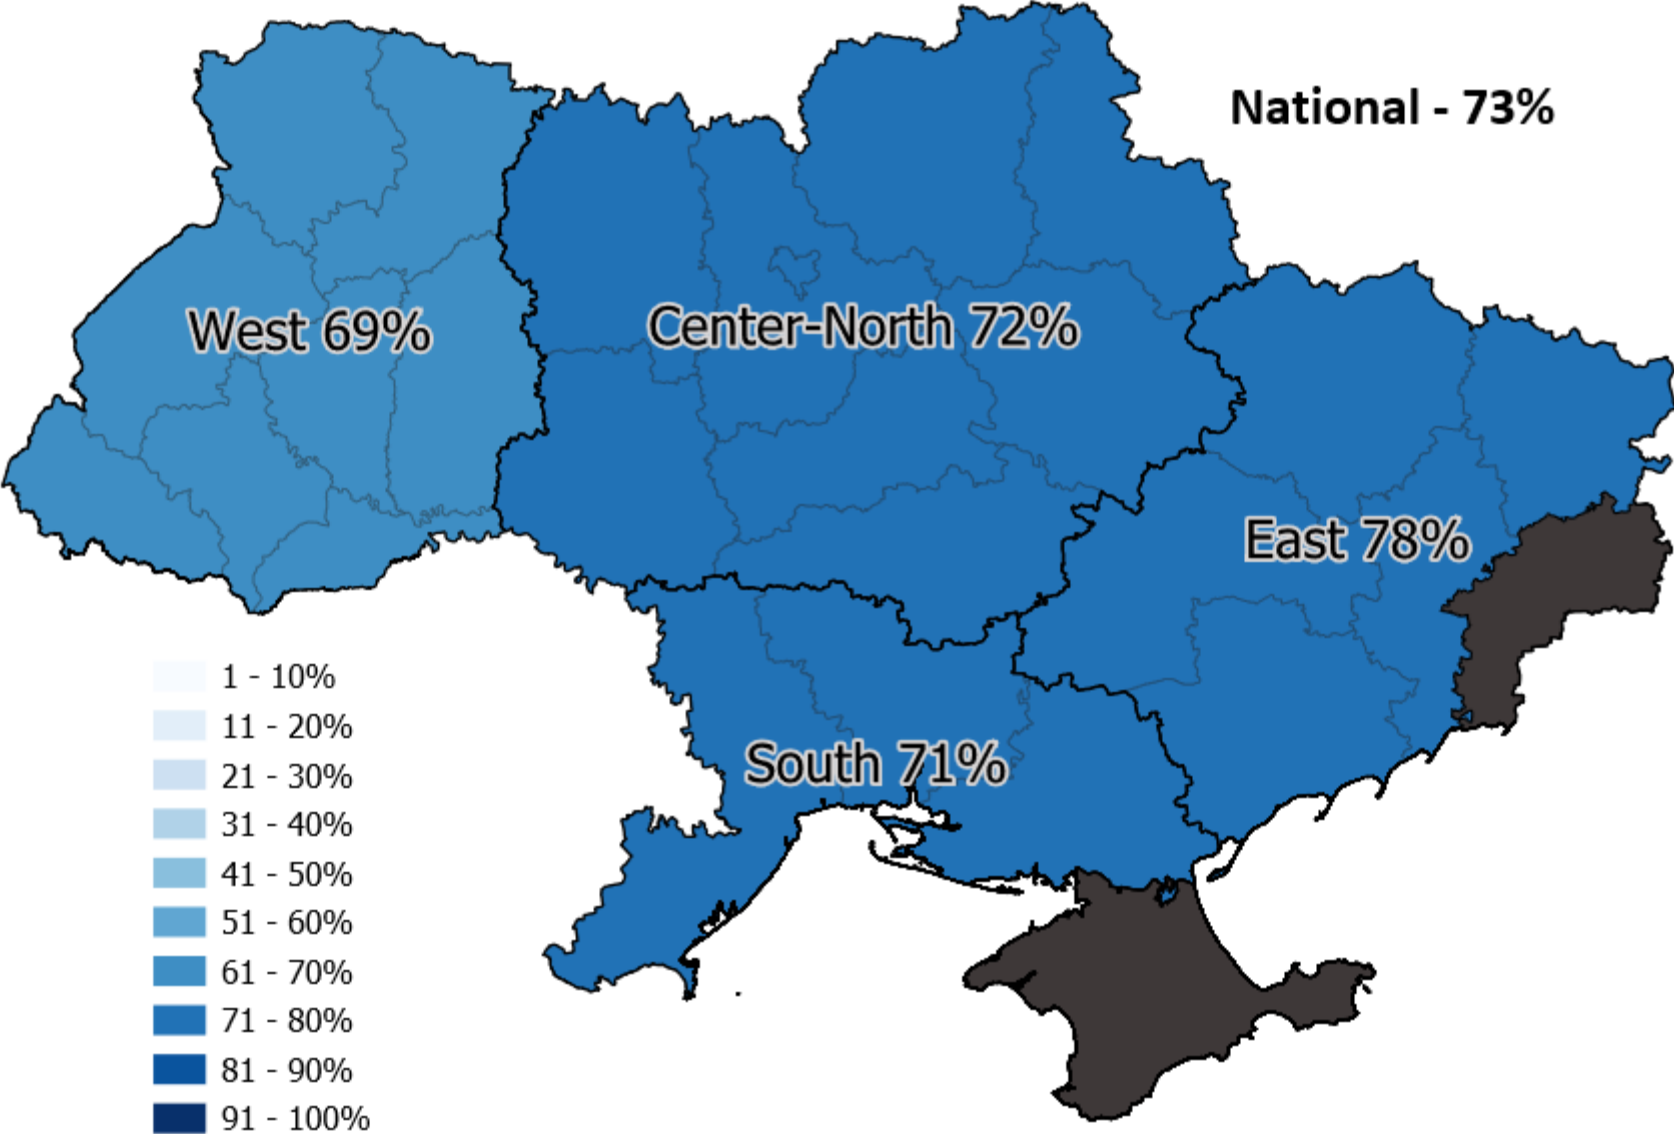 National - 73%
West 69%
Center-North 72%
East 78%
South 71%
1 - 10%
11 - 20%
21 - 30%
31 - 40%
41 - 50%
51 - 60%
61 - 70%
71 - 80%
81 - 90%
91 - 100%